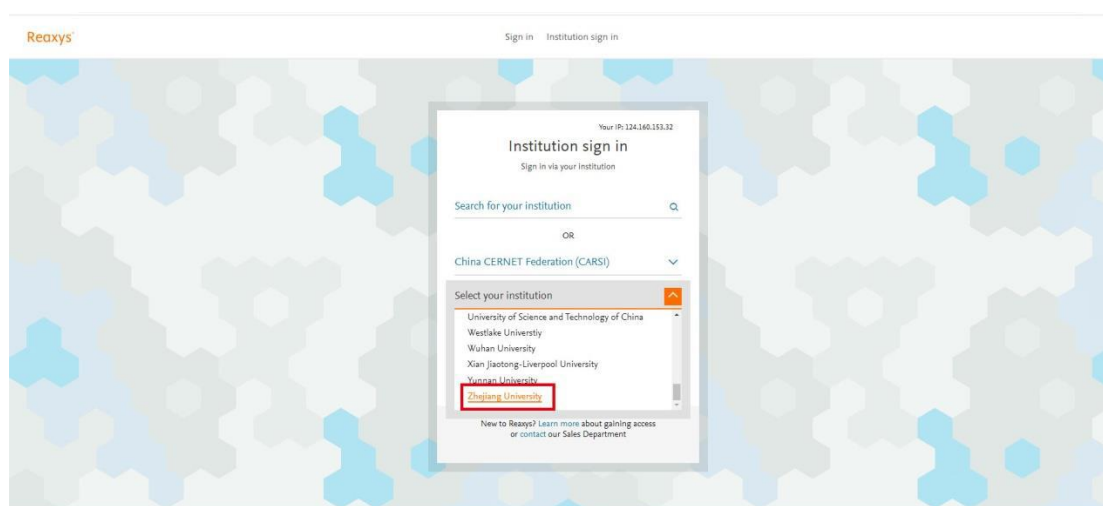 Reaxys
Sign in Institution sign in
Your IP: 124.160.153.32
Institution sign in
Sign in via your institution
Search for your institution
OR
China CERNET Federation (CARSI)
Select your institution
University of Science and Technology of China
Westlake Universtiy
Wuhan University
Xian Jiaotong-Liverpool University
Yunnan University
Zhejiang University
New to Reaxys? Learn more about gaining access
or contact our Sales Department